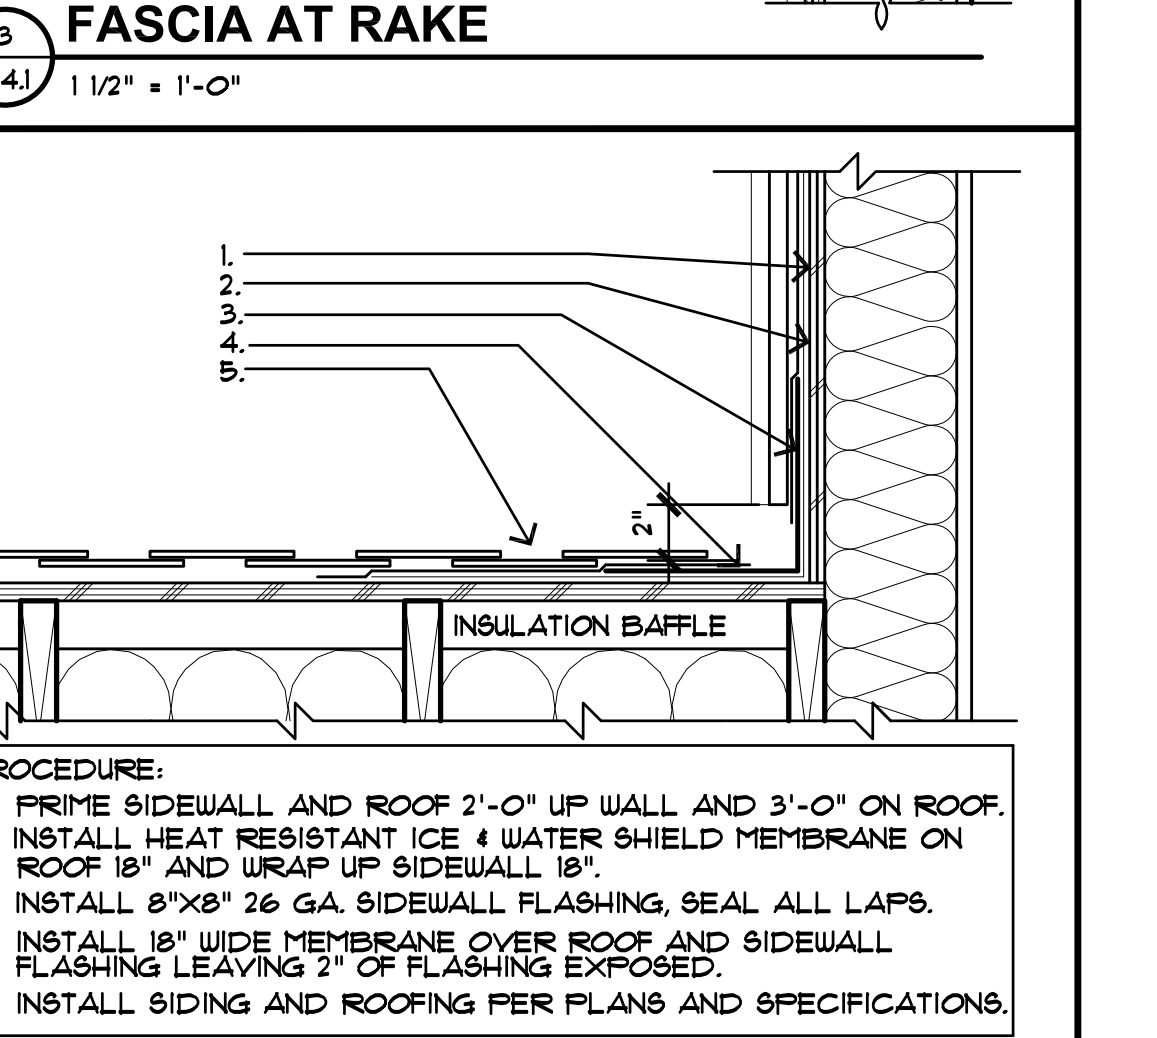 3
FASCIA AT RAKE
4.1
1 1/2" = 1'-0"
1.
2.
3.
4.
5.
2"
INSULATION BAFFLE
ROCEDURE:
PRIME SIDEWALL AND ROOF 2'-0" UP WALL AND 3'-0" ON ROOF.
INSTALL HEAT RESISTANT ICE & WATER SHIELD MEMBRANE ON
ROOF 18" AND WRAP UP SIDEWALL 18".
INSTALL 8"X8" 26 GA. SIDEWALL FLASHING, SEAL ALL LAPS.
INSTALL 18" WIDE MEMBRANE OVER ROOF AND SIDEWALL
FLASHING LEAVING 2" OF FLASHING EXPOSED.
INSTALL SIDING AND ROOFING PER PLANS AND SPECIFICATIONS.